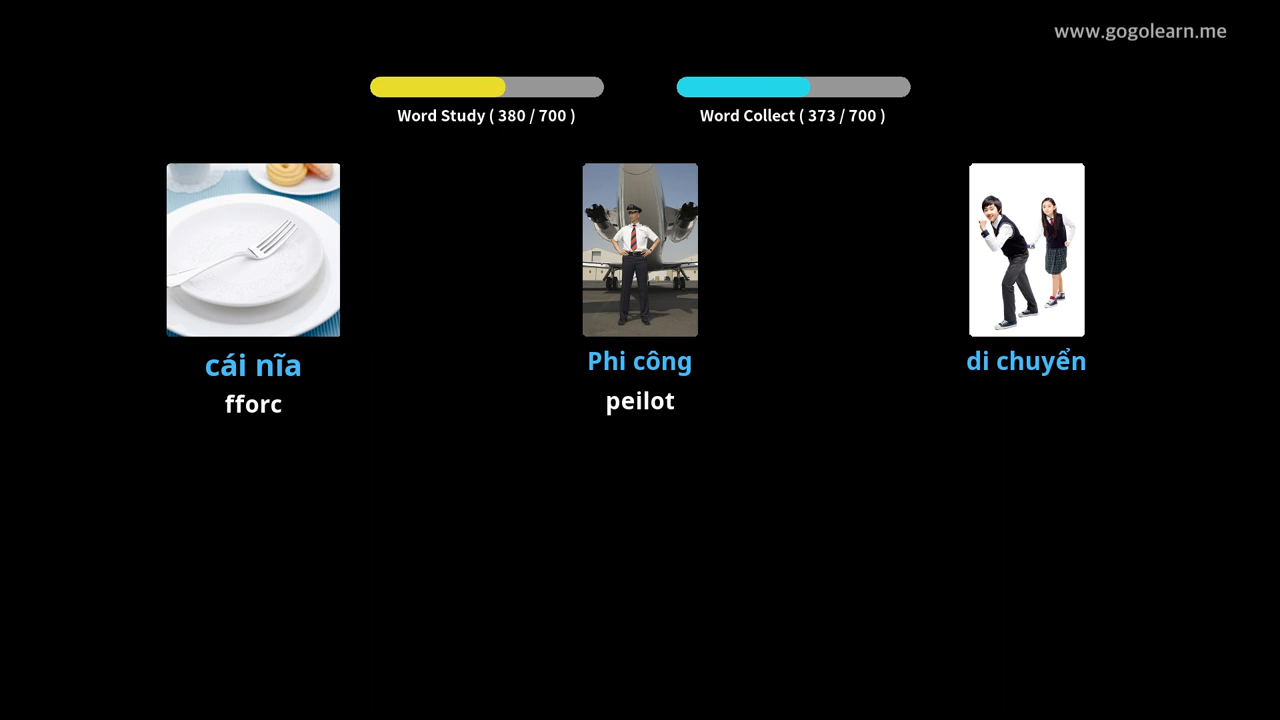 www.gogolearn.me
Word Study ( 380 / 700 )
Word Collect ( 373 / 700 )
cái nĩa
fforc
Phi công
peilot
di chuyển